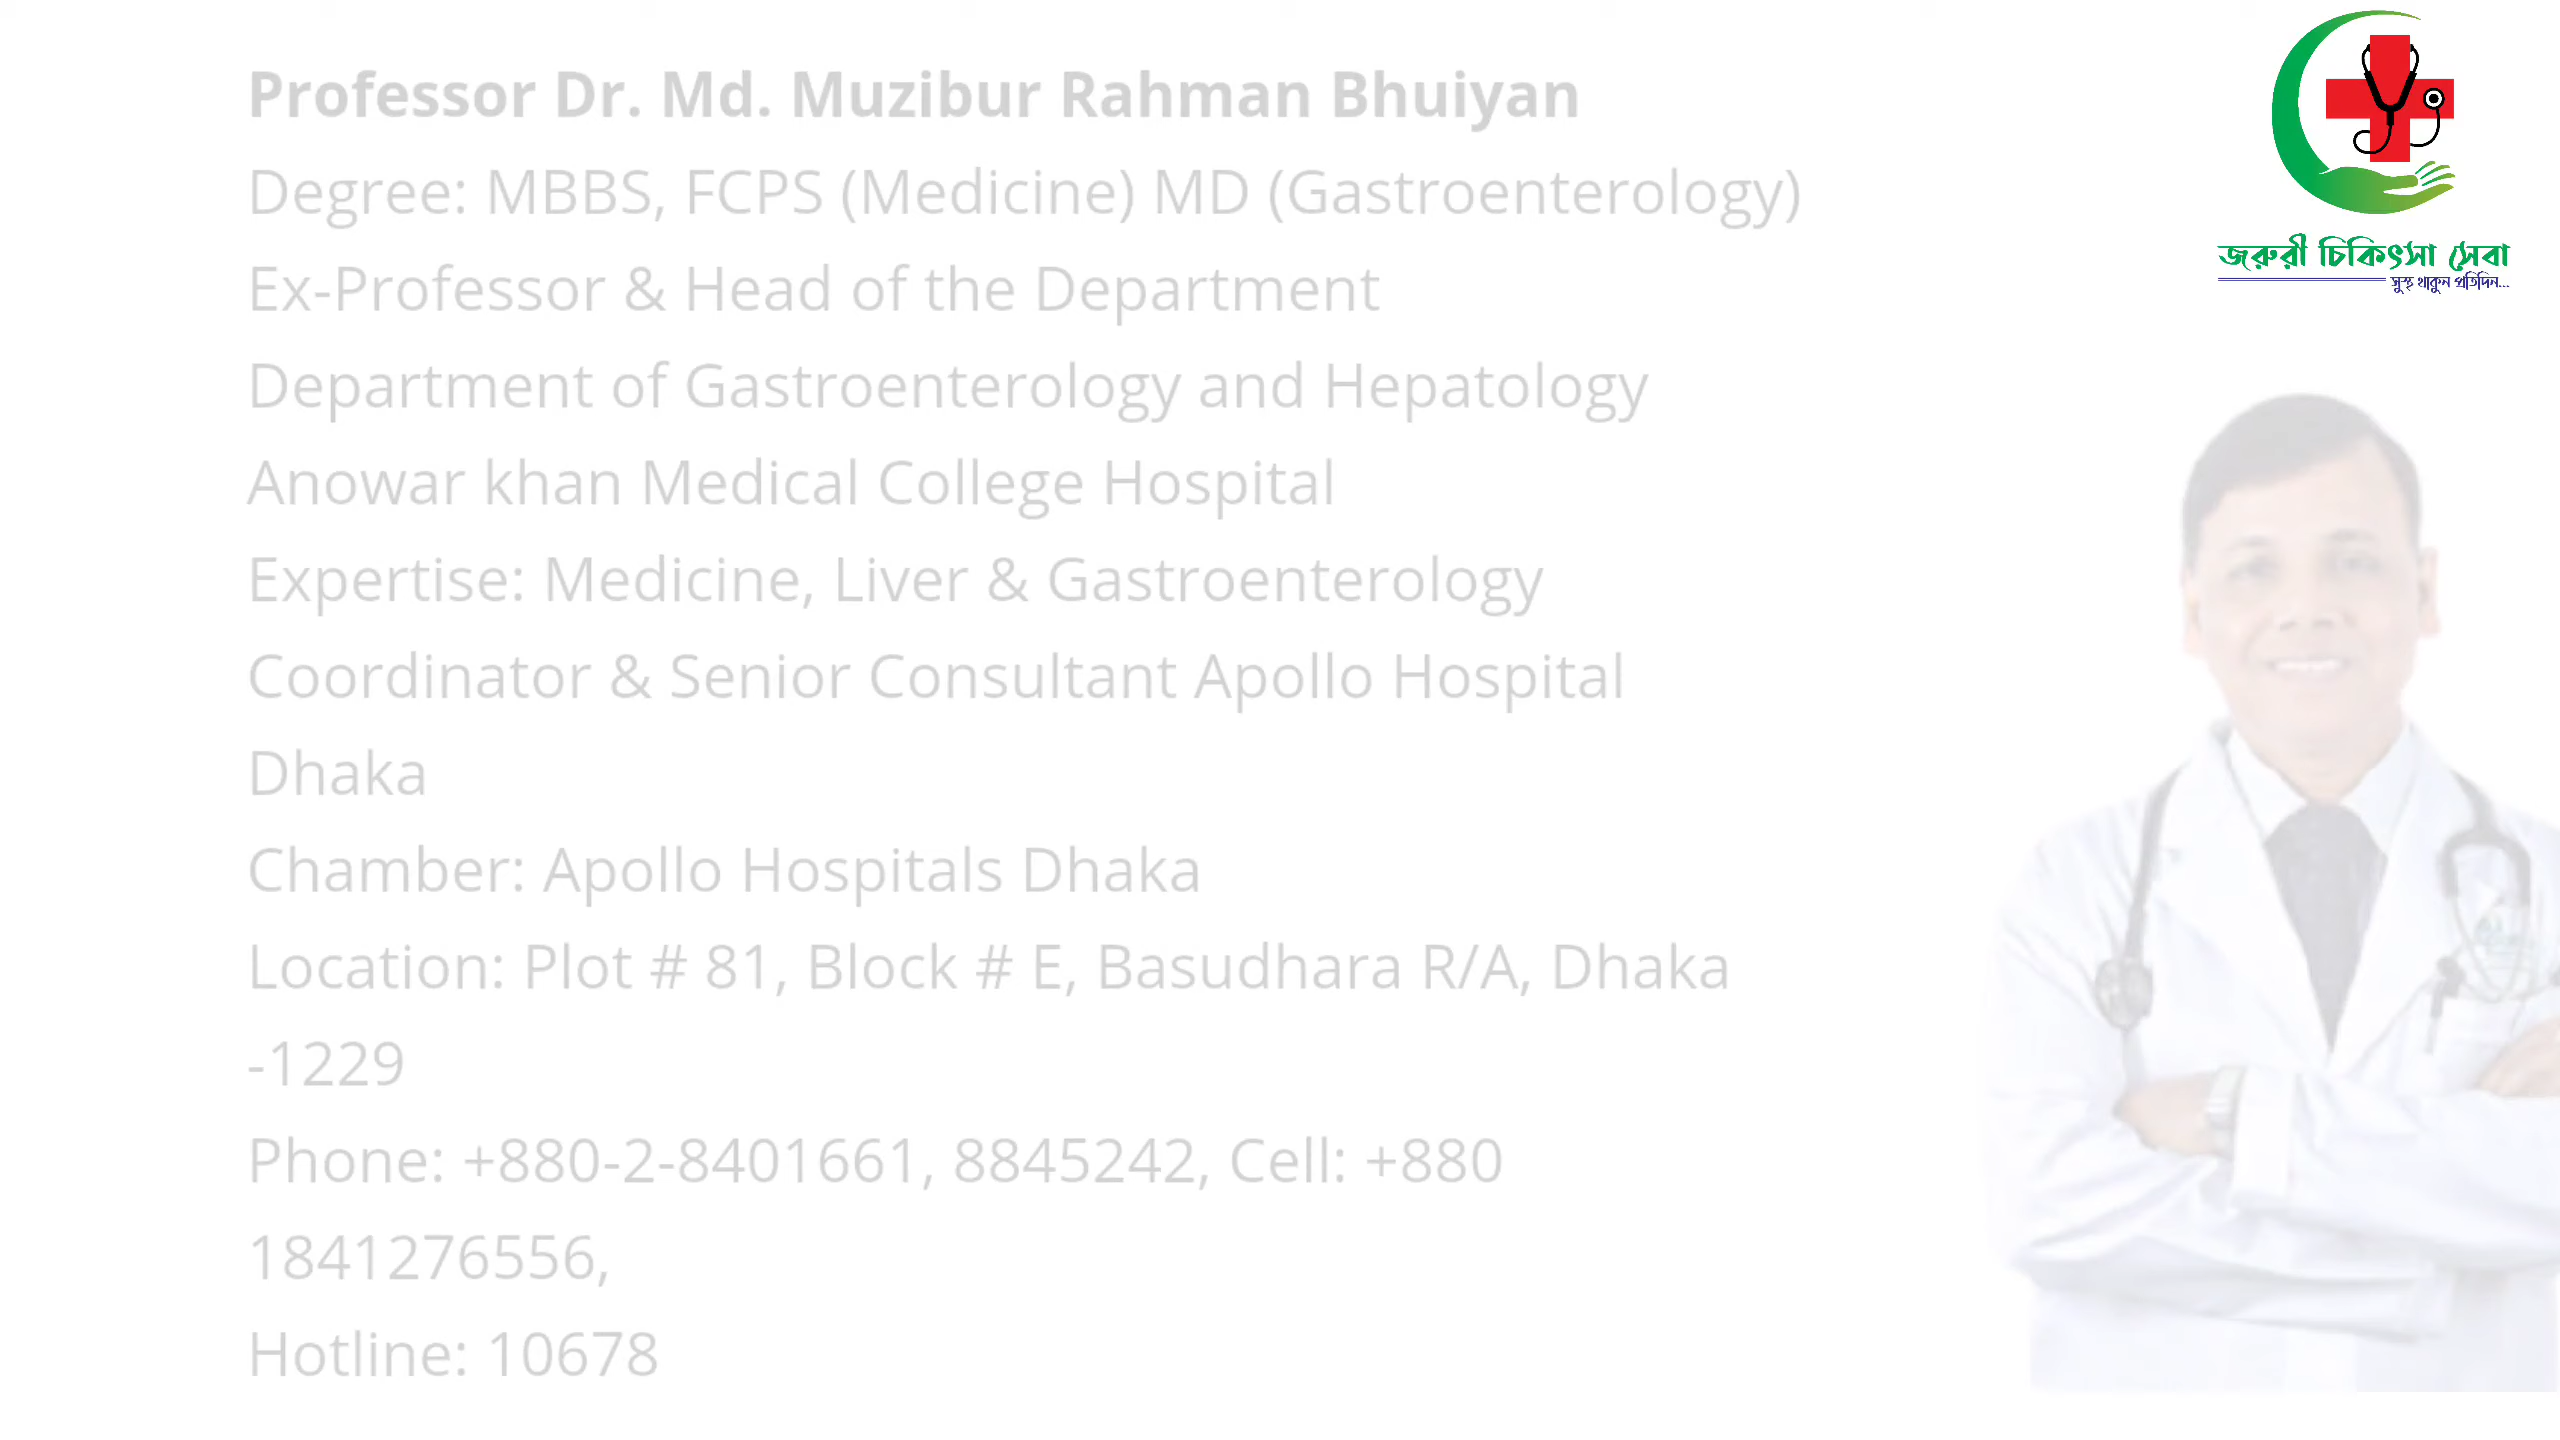 Professor Dr. Md. Muzibur Rahman Bhuiyan
Degree: MBBS, FCPS (Medicine) MD (Gastroenterology)
Ex-Professor & Head of the Department
Department of Gastroenterology and Hepatology
Anowar khan Medical College Hospital
Expertise: Medicine, Liver & Gastroenterology
Coordinator & Senior Consultant Apollo Hospital
Dhaka
Chamber: Apollo Hospitals Dhaka
Location: Plot # 81, Block # E, Basudhara R/A, Dhaka
-1229
Phone: +880-2-8401661, 8845242, Cell: +880
1841276556,
Hotline: 10678
জরুরী চিকিৎসা সেবা
সুস্থ থাকুন প্রতিদিন...